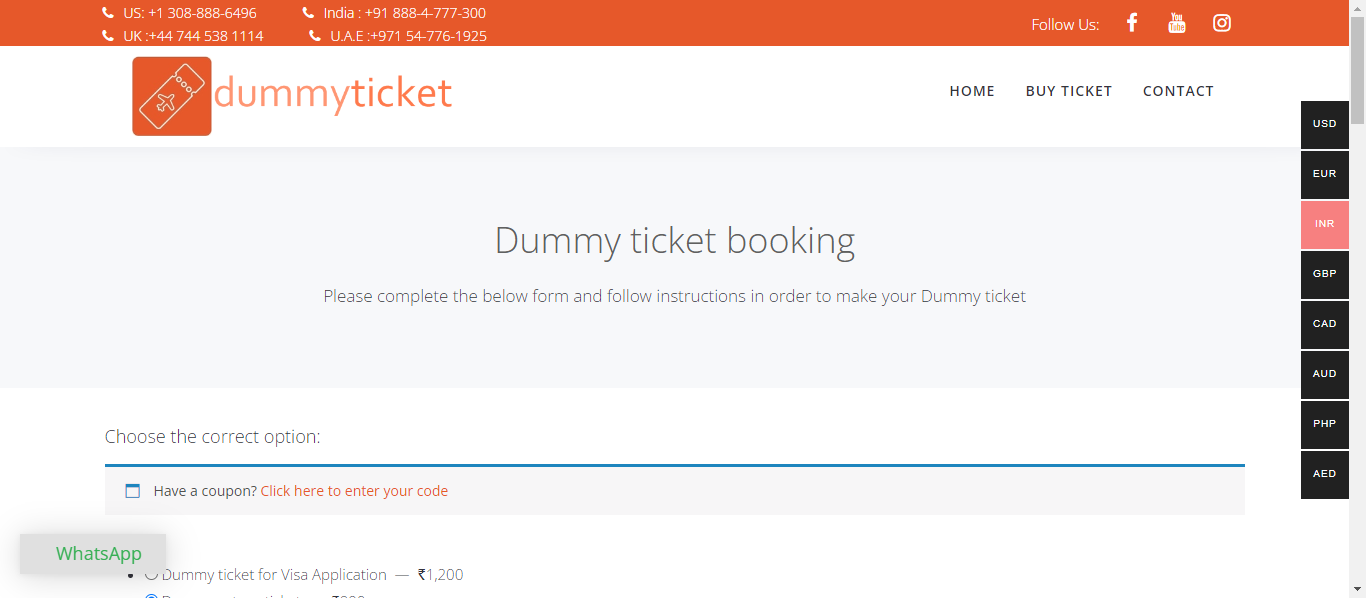 US: +1 308-888-6496 India : +91 888-4-777-300
UK :+44 744 538 1114 U.A.E :+971 54-776-1925
Follow Us:
You Tube
dummyticket
HOME BUY TICKET CONTACT
USD
EUR
INR
GBP
CAD
AUD
PHP
AED
Dummy ticket booking
Please complete the below form and follow instructions in order to make your Dummy ticket
Choose the correct option:
Have a coupon? Click here to enter your code
WhatsApp
Dummy ticket for Visa Application — ₹1,200